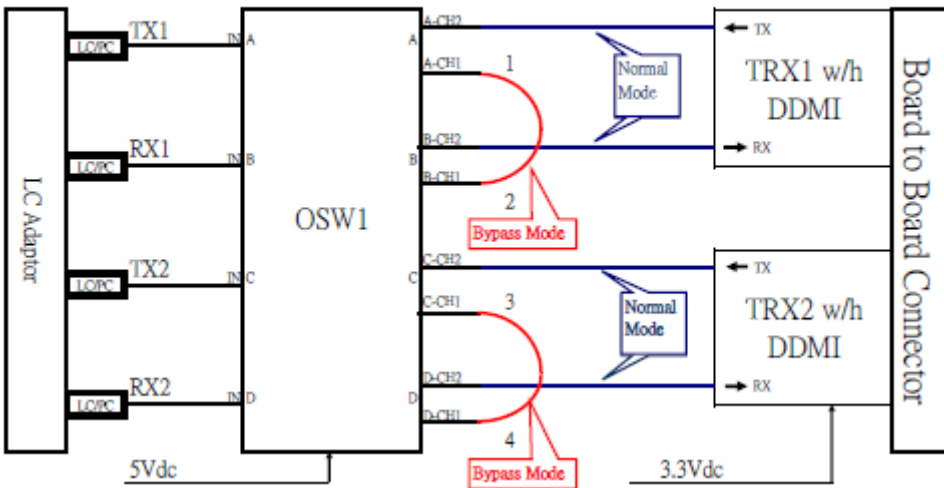 LC Adaptor
LC/PC
TX1
LC/PC
RX1
LC/PC
TX2
LC/PC
RX2
IN A
IN B
IN C
IN D
OSW1
5Vdc
A-CH2
A
A-CH1
B-CH2
B
B-CH1
C-CH2
C
C-CH1
D-CH2
D
D-CH1
1
2
Normal
Mode
Bypass Mode
3
4
Normal
Mode
Bypass Mode
TX
TRX1 w/h
DDMI
RX
TX
TRX2 w/h
DDMI
RX
3.3Vdc
Board to Board Connector